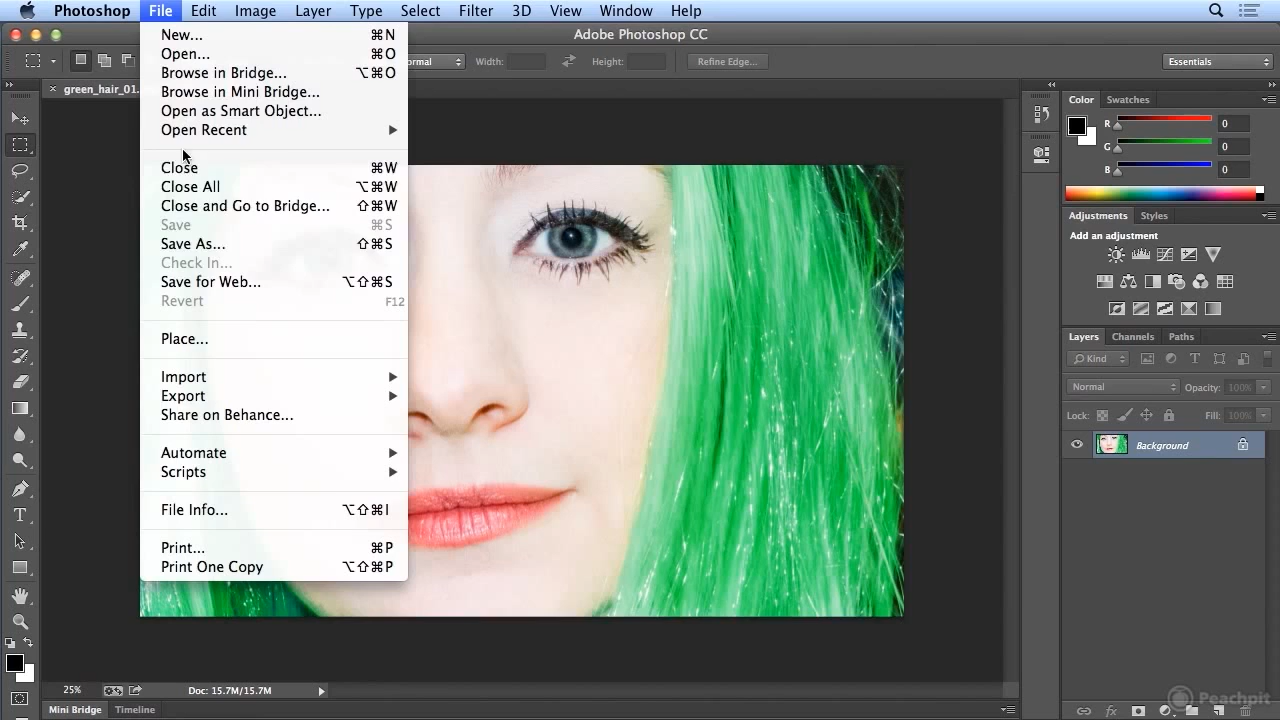 Photoshop File Edit Image Layer Type Select Filter 3D View Window Help
Adobe Photoshop CC
New... ⌘N
Open... ⌘O
Browse in Bridge... ⌥⌘O
Browse in Mini Bridge...
Open as Smart Object...
Open Recent
Close ⌘W
Close All ⌥⌘W
Close and Go to Bridge... ⇧⌘W
Save ⌘S
Save As... ⇧⌘S
Check In...
Save for Web... ⌥⇧⌘S
Revert F12
Place...
Import
Export
Share on Behance...
Automate
Scripts
File Info... ⌥⇧⌘I
Print... ⌘P
Print One Copy ⌥⇧⌘P
Width: Height: Refine Edge... Essentials
green_hair_01.
Color Swatches
R 0
G 0
B 0
Adjustments Styles
Add an adjustment
Layers Channels Paths
Kind
Normal Opacity: 100%
Lock: Fill: 100%
Background
25% Doc: 15.7M/15.7M
Mini Bridge Timeline
Peachpit